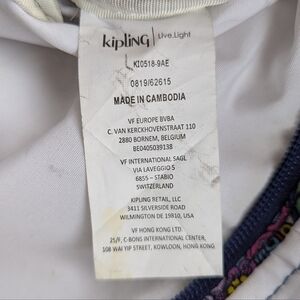 kipling Live.Light
KI0518-9AE
0819/62615
MADE IN CAMBODIA
VF EUROPE BVBA
C. VAN KERCKHOVENSTRAAT 110
2880 BORNEM, BELGIUM
BE0405039138
VF INTERNATIONAL SAGL
VIA LAVEGGIO 5
6855 - STABIO
SWITZERLAND
KIPLING RETAIL, LLC
3411 SILVERSIDE ROAD
WILMINGTON DE 19810, USA
VF HONG KONG LTD.
25/F, C-BONS INTERNATIONAL CENTER,
108 WAI YIP STREET, KOWLOON, HONG KONG